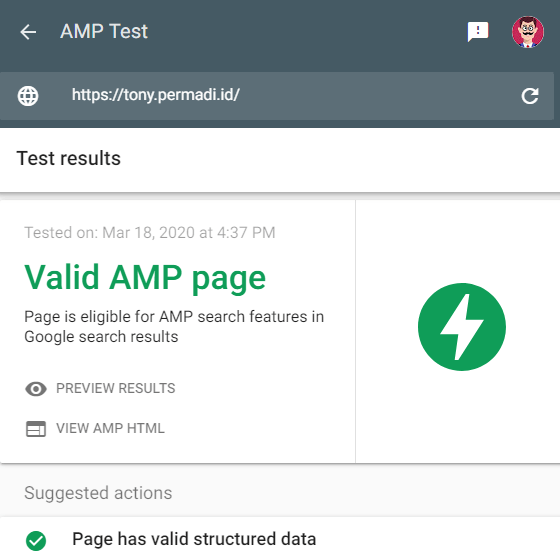 AMP Test
https://tony.permadi.id/
Test results
Tested on: Mar 18, 2020 at 4:37 PM
Valid AMP page
Page is eligible for AMP search features in
Google search results
PREVIEW RESULTS
VIEW AMP HTML
Suggested actions
Page has valid structured data